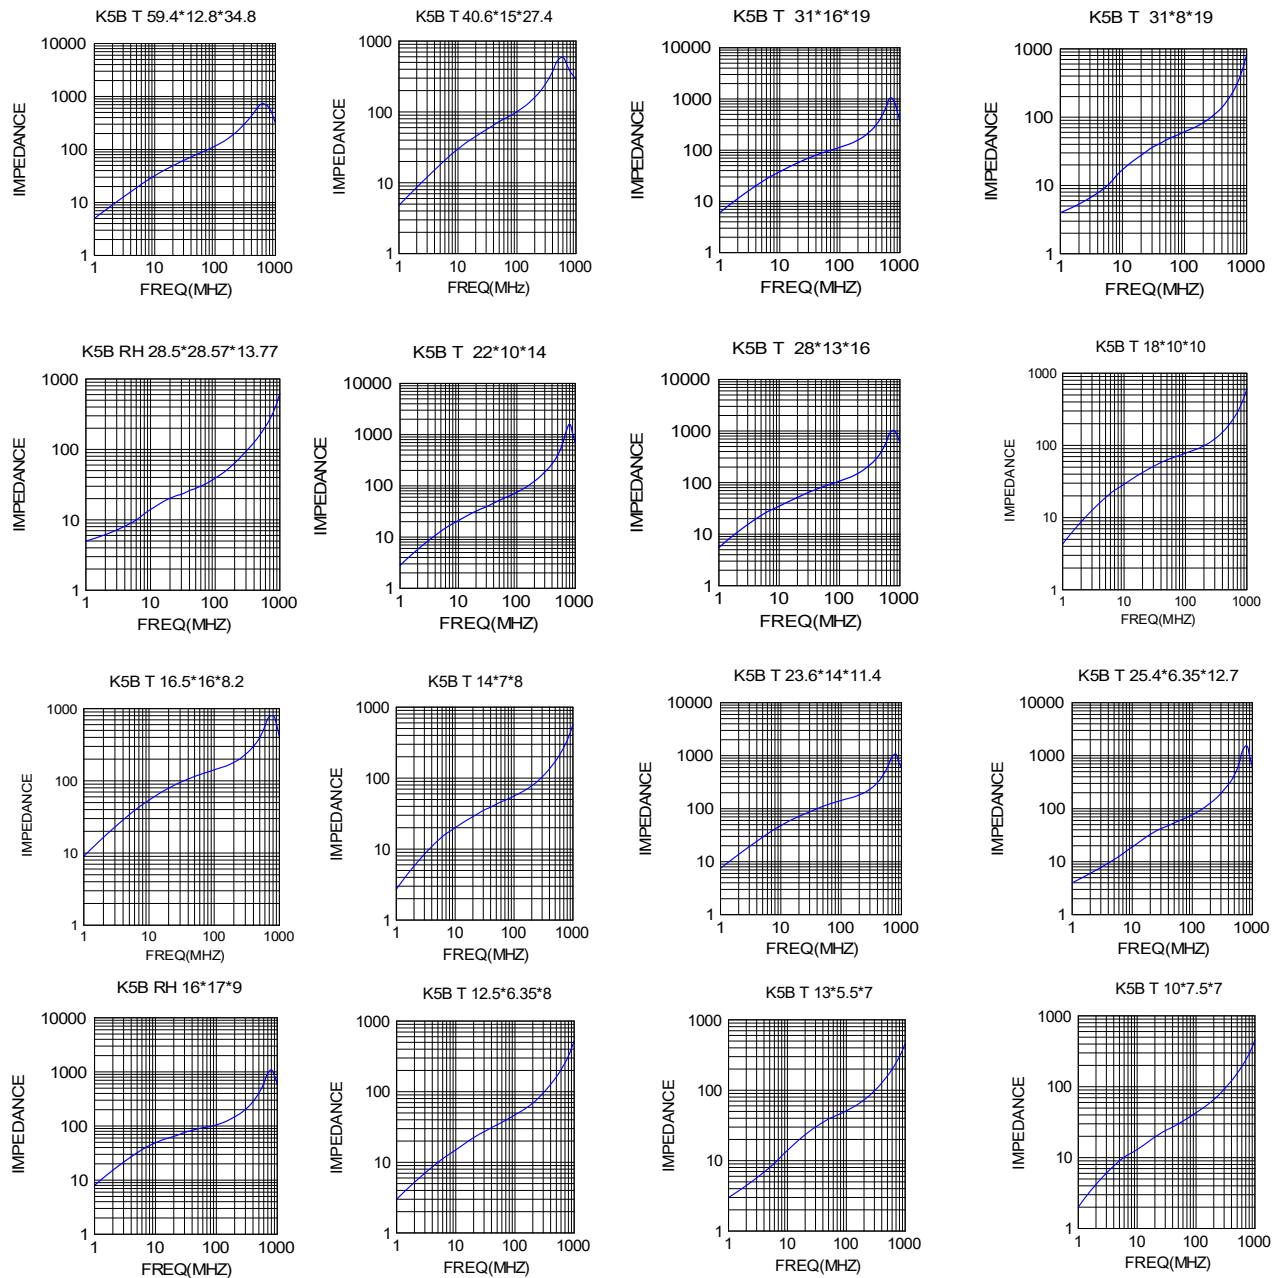 K5B T 59.4*12.8*34.8
10000
1000
100
10
1
1 10 100 1000
IMPEDANCE
FREQ(MHZ)
K5B T 40.6*15*27.4
1000
100
10
1
1 10 100 1000
IMPEDANCE
FREQ(MHz)
K5B T 31*16*19
10000
1000
100
10
1
1 10 100 1000
IMPEDANCE
FREQ(MHZ)
K5B T 31*8*19
1000
100
10
1
1 10 100 1000
IMPEDANCE
FREQ(MHZ)
K5B RH 28.5*28.57*13.77
1000
100
10
1
1 10 100 1000
IMPEDANCE
FREQ(MHZ)
K5B T 22*10*14
10000
1000
100
10
1
1 10 100 1000
IMPEDANCE
FREQ(MHZ)
K5B T 28*13*16
10000
1000
100
10
1
1 10 100 1000
IMPEDANCE
FREQ(MHZ)
K5B T 18*10*10
1000
100
10
1
1 10 100 1000
IMPEDANCE
FREQ(MHZ)
K5B T 16.5*16*8.2
1000
100
10
1
1 10 100 1000
IMPEDANCE
FREQ(MHZ)
K5B T 14*7*8
1000
100
10
1
1 10 100 1000
IMPEDANCE
FREQ(MHZ)
K5B T 23.6*14*11.4
10000
1000
100
10
1
1 10 100 1000
IMPEDANCE
FREQ(MHZ)
K5B T 25.4*6.35*12.7
10000
1000
100
10
1
1 10 100 1000
IMPEDANCE
FREQ(MHZ)
K5B RH 16*17*9
10000
1000
100
10
1
1 10 100 1000
IMPEDANCE
FREQ(MHZ)
K5B T 12.5*6.35*8
1000
100
10
1
1 10 100 1000
IMPEDANCE
FREQ(MHZ)
K5B T 13*5.5*7
1000
100
10
1
1 10 100 1000
IMPEDANCE
FREQ(MHZ)
K5B T 10*7.5*7
1000
100
10
1
1 10 100 1000
IMPEDANCE
FREQ(MHZ)